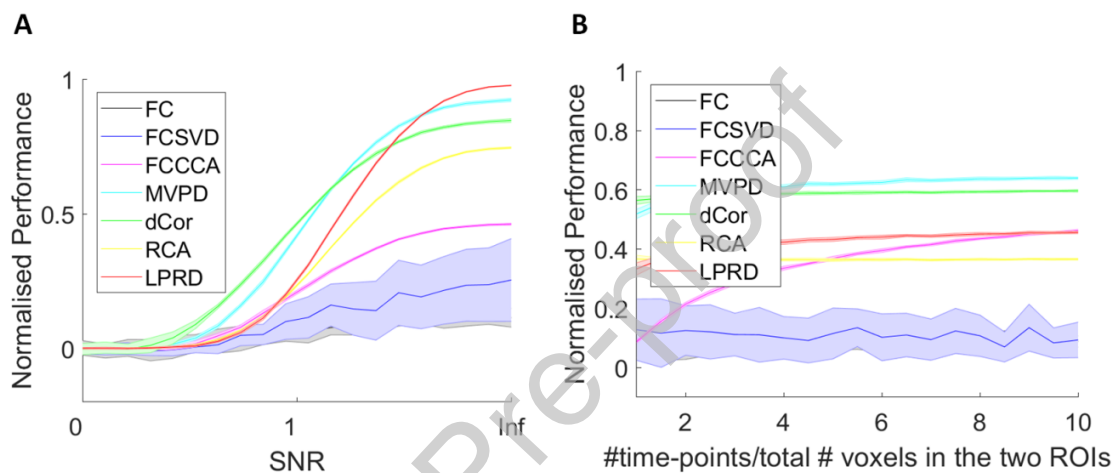 A
B
Normalised Performance
1
0.5
0
FC
FCSVD
FCCCA
MVPD
dCor
RCA
LPRD
0
1
Inf
SNR
Normalised Performance
1
0.8
0.6
0.4
0.2
0
FC
FCSVD
FCCCA
MVPD
dCor
RCA
LPRD
2
4
6
8
10
#time-points/total # voxels in the two ROIs
Pre-proof